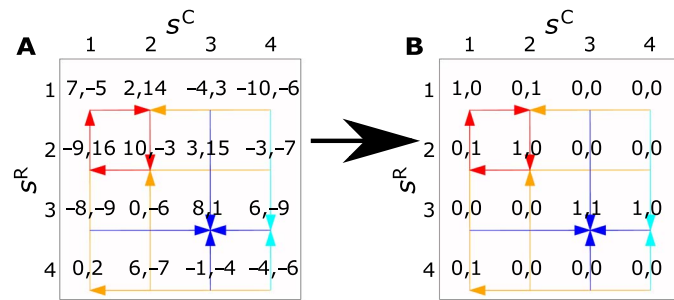 s^C s^C
A 1 2 3 4 B 1 2 3 4
1 7,–5 2,14 –4,3 –10,–6 1 1,0 0,1 0,0 0,0
2 –9,16 10,–3 3,15 –3,–7 2 0,1 1,0 0,0 0,0
s^R s^R
3 –8,–9 0,–6 8,1 6,–9 3 0,0 0,0 1,1 1,0
4 0,2 6,–7 –1,–4 –4,–6 4 0,1 0,0 0,0 0,0